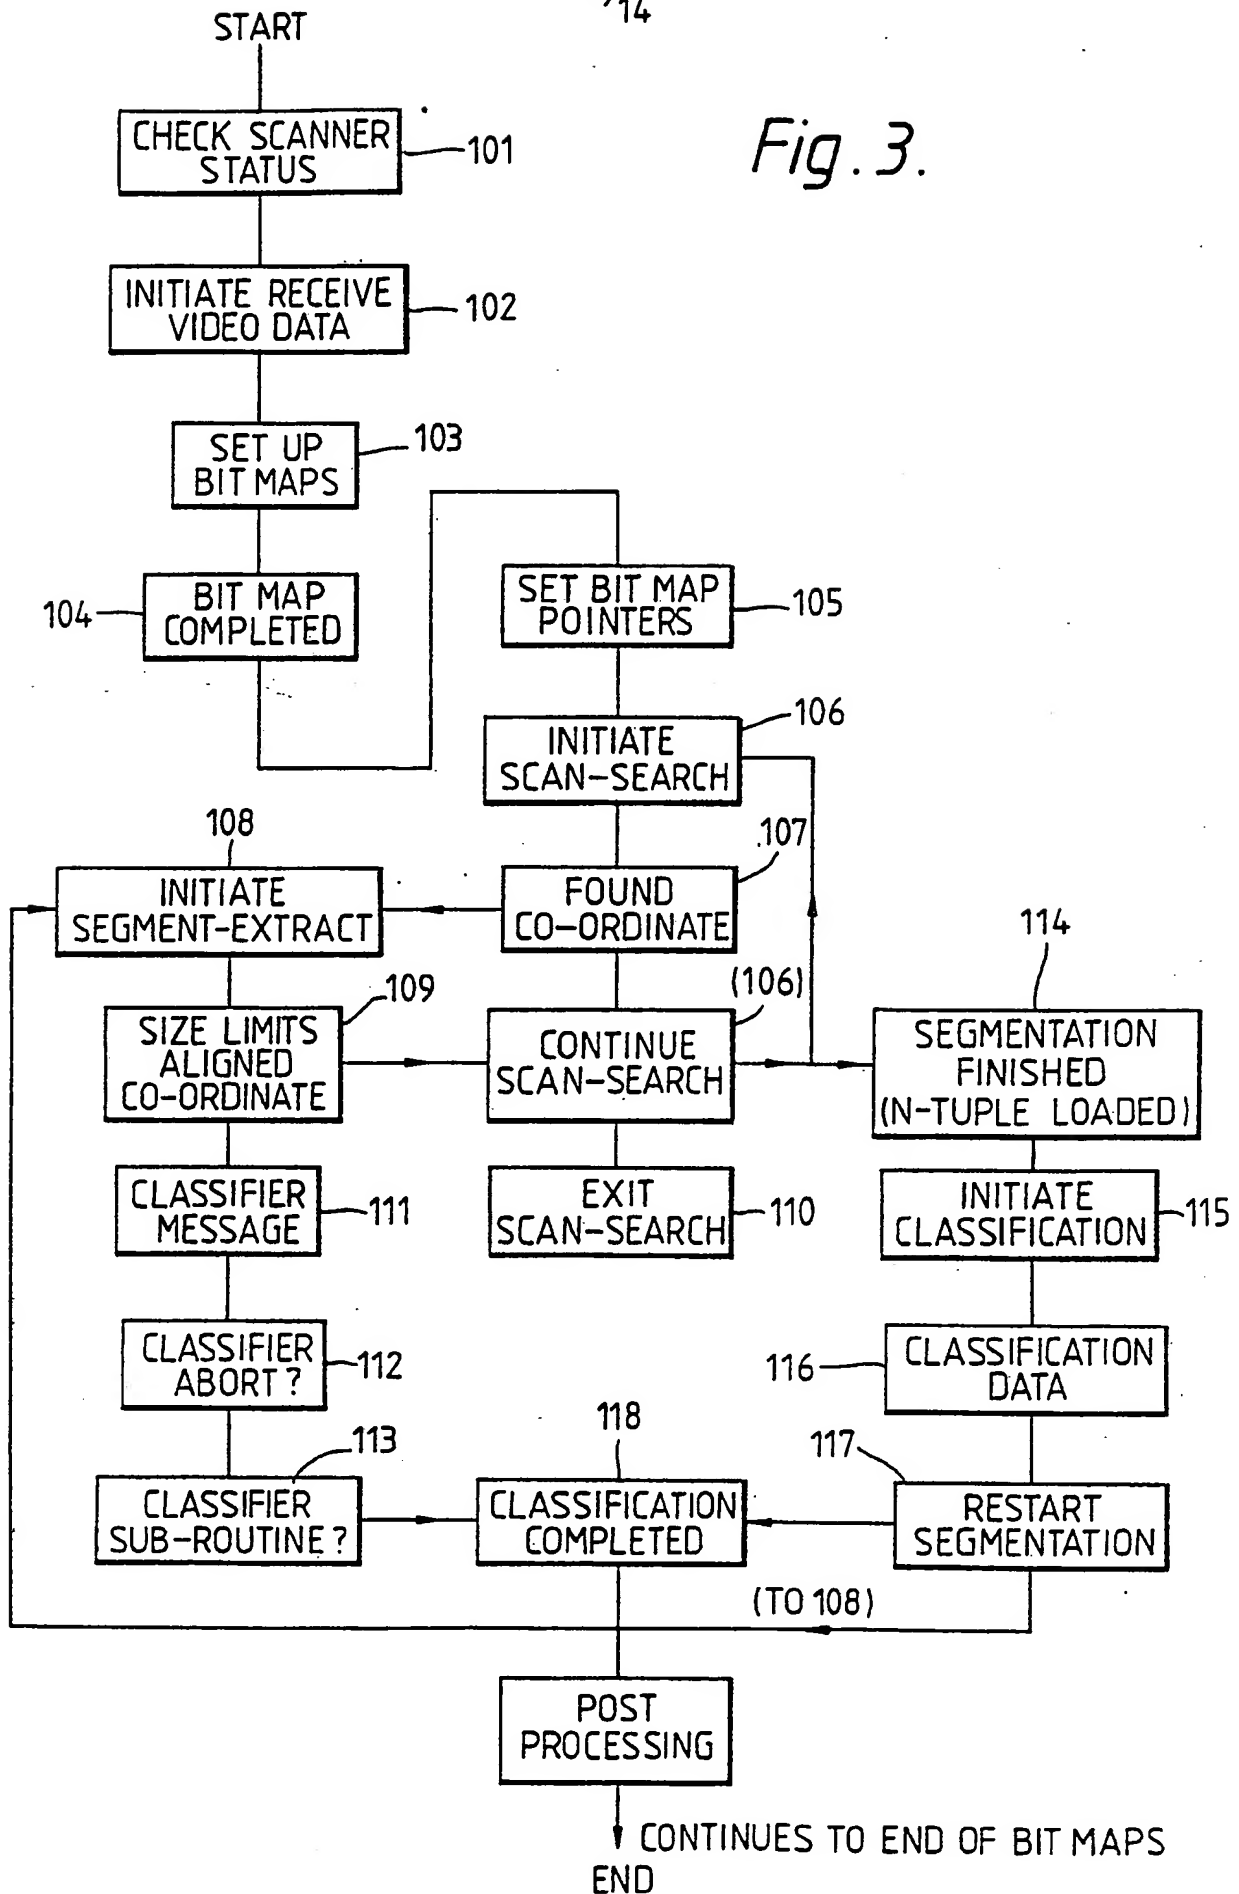 14
START
Fig. 3.
CHECK SCANNER
STATUS
101
INITIATE RECEIVE
VIDEO DATA
102
SET UP
BIT MAPS
103
BIT MAP
COMPLETED
104
SET BIT MAP
POINTERS
105
INITIATE
SCAN-SEARCH
106
FOUND
CO-ORDINATE
107
108
INITIATE
SEGMENT-EXTRACT
SIZE LIMITS
ALIGNED
CO-ORDINATE
109
(106)
CONTINUE
SCAN-SEARCH
EXIT
SCAN-SEARCH
110
CLASSIFIER
MESSAGE
111
CLASSIFIER
ABORT?
112
113
CLASSIFIER
SUB-ROUTINE?
114
SEGMENTATION
FINISHED
(N-TUPLE LOADED)
INITIATE
CLASSIFICATION
115
116
CLASSIFICATION
DATA
117
RESTART
SEGMENTATION
118
CLASSIFICATION
COMPLETED
(TO 108)
POST
PROCESSING
CONTINUES TO END OF BIT MAPS
END